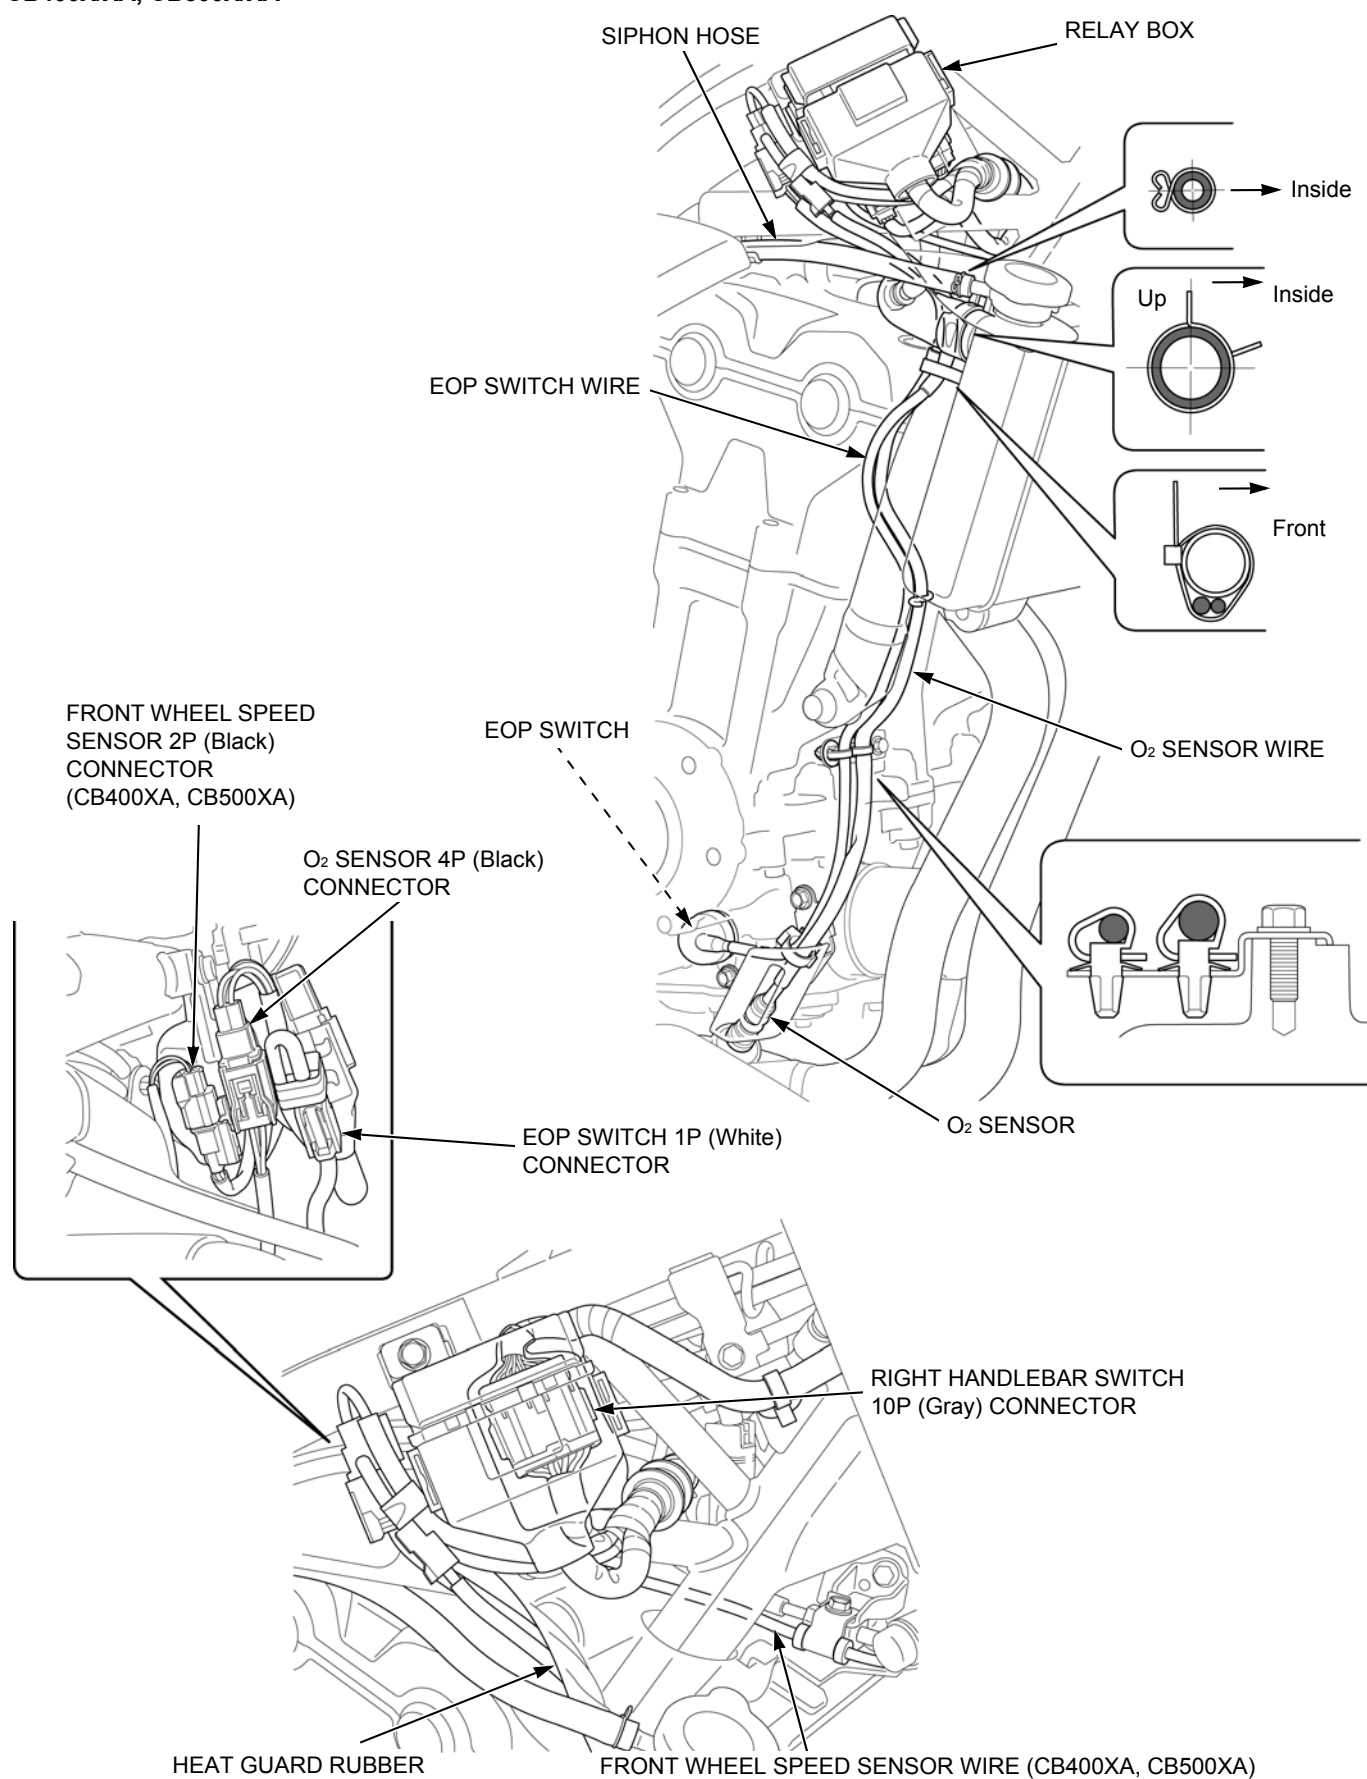 SIPHON HOSE
RELAY BOX
Inside
Up
Inside
EOP SWITCH WIRE
Front
FRONT WHEEL SPEED
SENSOR 2P (Black)
CONNECTOR
(CB400XA, CB500XA)
EOP SWITCH
O2 SENSOR WIRE
O2 SENSOR 4P (Black)
CONNECTOR
O2 SENSOR
EOP SWITCH 1P (White)
CONNECTOR
RIGHT HANDLEBAR SWITCH
10P (Gray) CONNECTOR
HEAT GUARD RUBBER
FRONT WHEEL SPEED SENSOR WIRE (CB400XA, CB500XA)